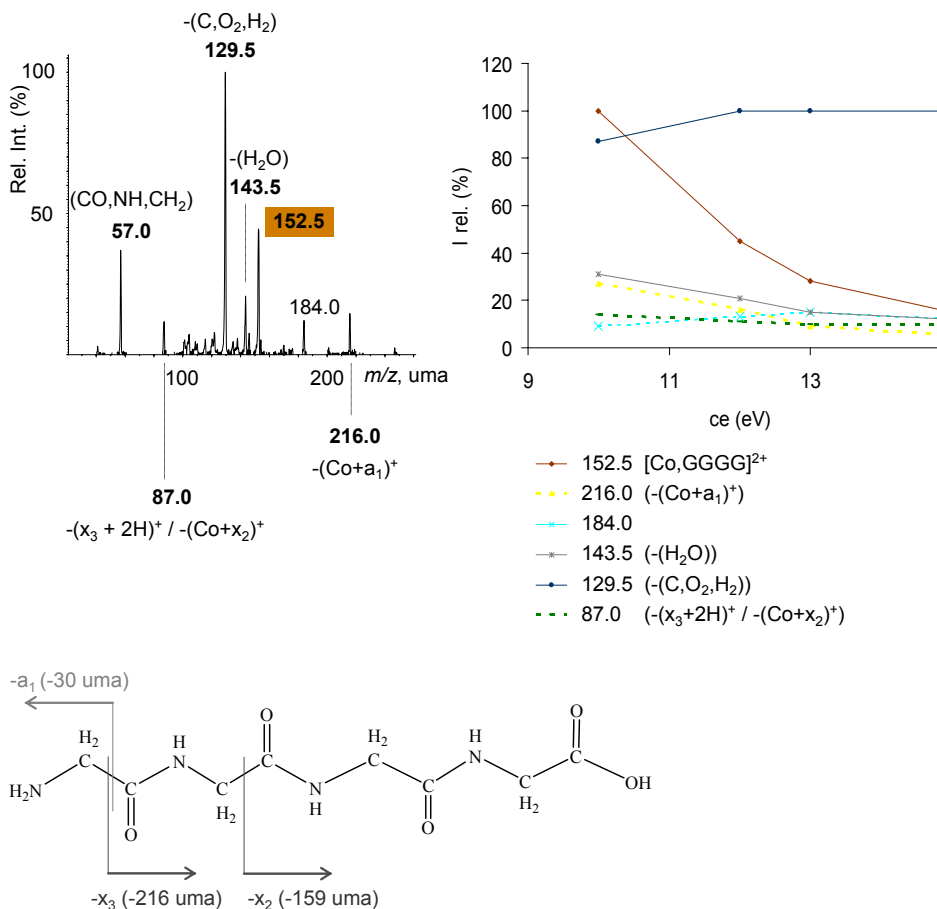 -(C,O₂,H₂)
129.5
100
Rel. Int. (%)
-(H₂O)
143.5
(CO,NH,CH₂)
57.0
50
152.5
184.0
100
200
m/z, uma
216.0
-(Co+a₁)⁺
87.0
-(x₃ + 2H)⁺ / -(Co+x₂)⁺
120
100
80
60
40
20
0
I rel. (%)
9
11
13
ce (eV)
152.5 [Co,GGGG]²⁺
216.0 (-(Co+a₁)⁺)
184.0
143.5 (-(H₂O))
129.5 (-(C,O₂,H₂))
87.0 (-(x₃+2H)⁺ / -(Co+x₂)⁺)
-a₁ (-30 uma)
H₂
H
O
H₂
H
O
C
N
C
N
H₂N
C
C
N
C
C
OH
O
H₂
H
O
H₂
-x₃ (-216 uma)
-x₂ (-159 uma)